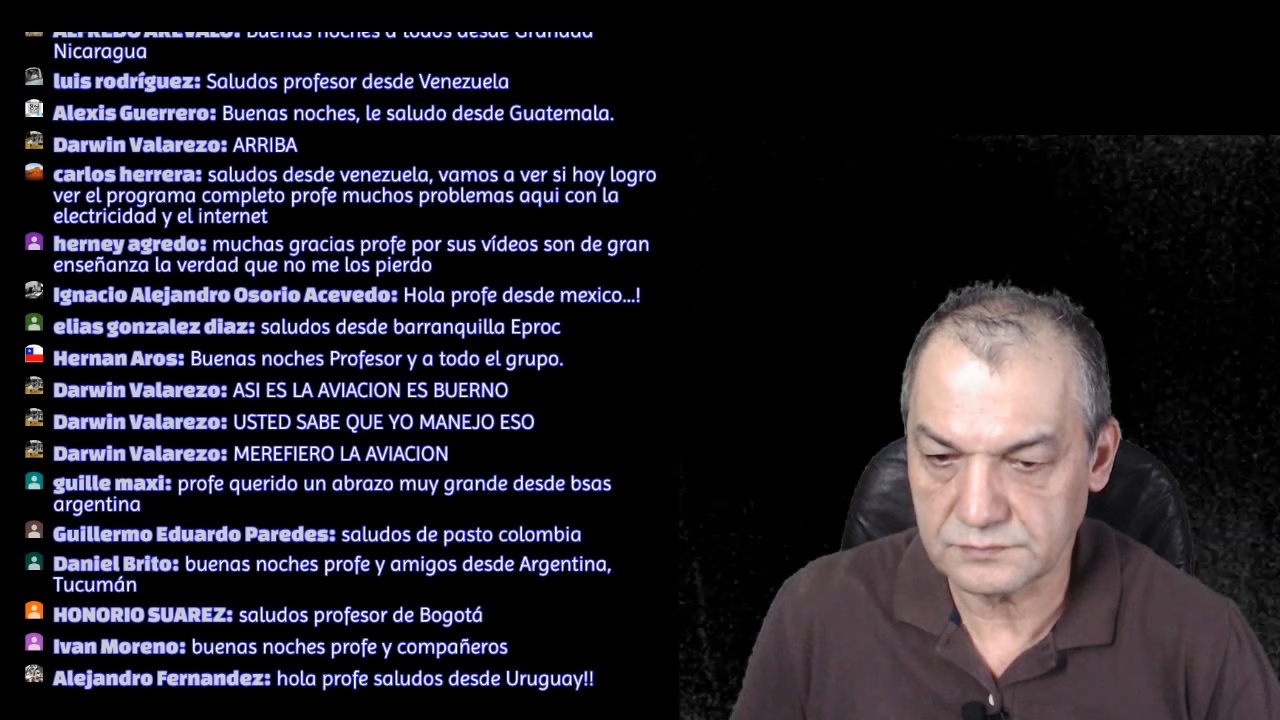 ALFREDO AREVALO: Buenas noches a todos desde Granada
Nicaragua
luis rodríguez: Saludos profesor desde Venezuela
Alexis Guerrero: Buenas noches, le saludo desde Guatemala.
Darwin Valarezo: ARRIBA
carlos herrera: saludos desde venezuela, vamos a ver si hoy logro
ver el programa completo profe muchos problemas aqui con la
electricidad y el internet
herney agredo: muchas gracias profe por sus vídeos son de gran
enseñanza la verdad que no me los pierdo
Ignacio Alejandro Osorio Acevedo: Hola profe desde mexico...!
elias gonzalez diaz: saludos desde barranquilla Eproc
Hernan Aros: Buenas noches Profesor y a todo el grupo.
Darwin Valarezo: ASI ES LA AVIACION ES BUERNO
Darwin Valarezo: USTED SABE QUE YO MANEJO ESO
Darwin Valarezo: MEREFIERO LA AVIACION
guille maxi: profe querido un abrazo muy grande desde bsas
argentina
Guillermo Eduardo Paredes: saludos de pasto colombia
Daniel Brito: buenas noches profe y amigos desde Argentina,
Tucumán
HONORIO SUAREZ: saludos profesor de Bogotá
Ivan Moreno: buenas noches profe y compañeros
Alejandro Fernandez: hola profe saludos desde Uruguay!!